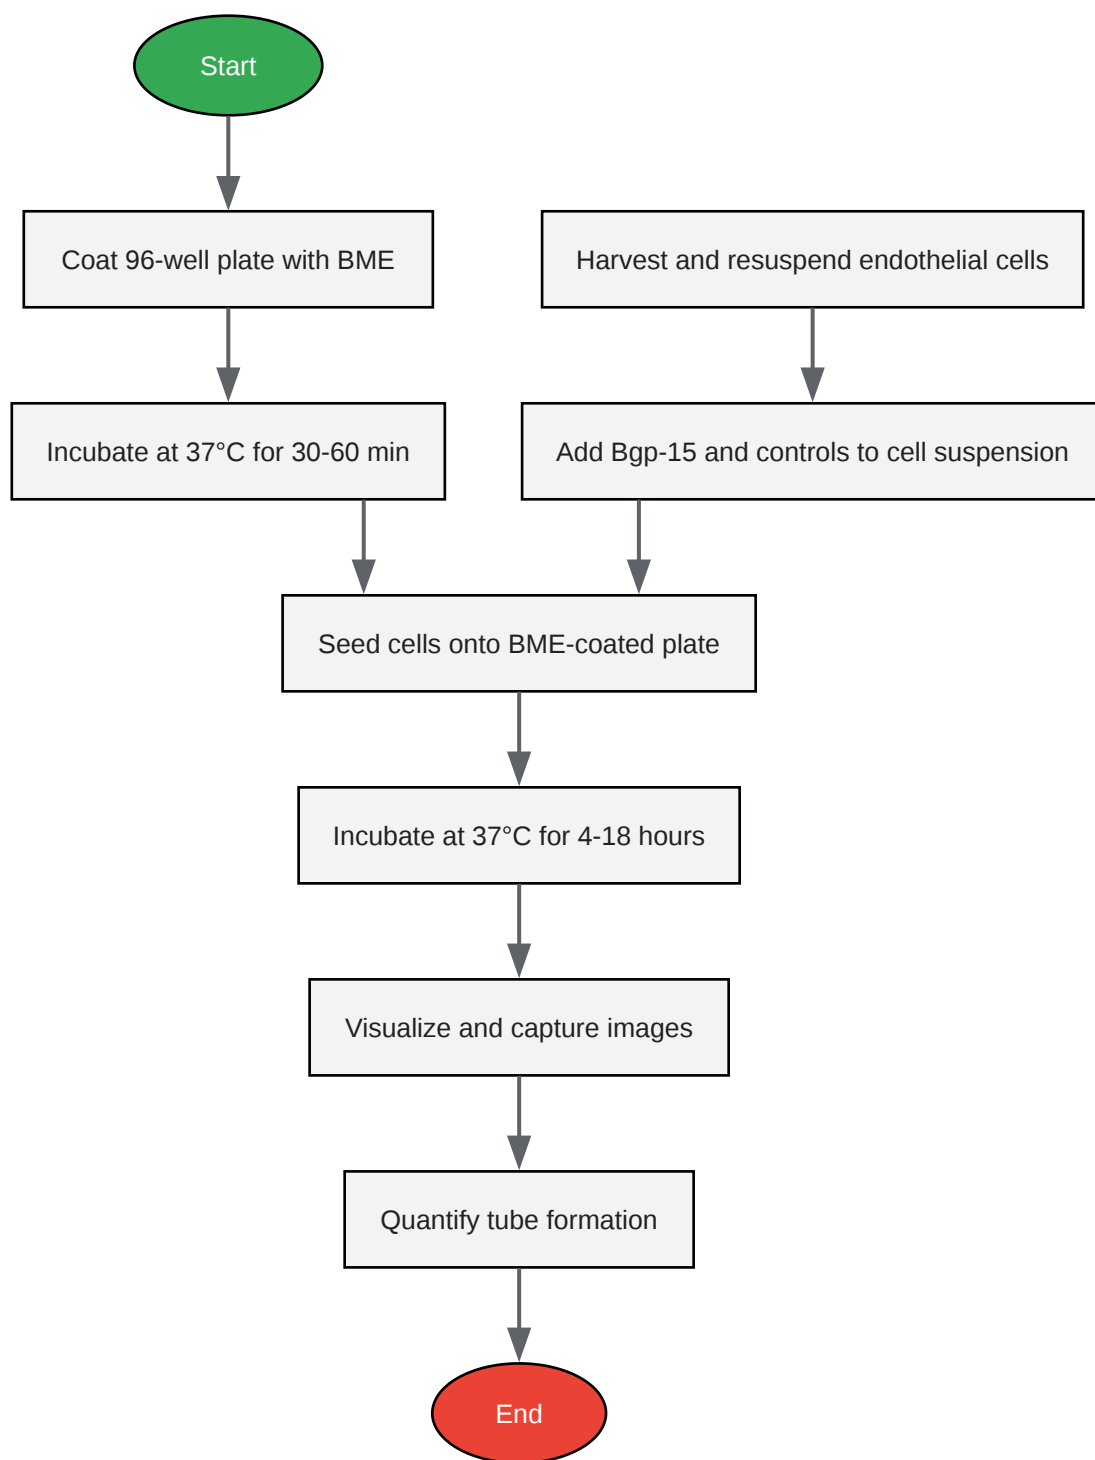 Start
Coat 96-well plate with BME
Harvest and resuspend endothelial cells
Incubate at 37°C for 30-60 min
Add Bgp-15 and controls to cell suspension
Seed cells onto BME-coated plate
Incubate at 37°C for 4-18 hours
Visualize and capture images
Quantify tube formation
End